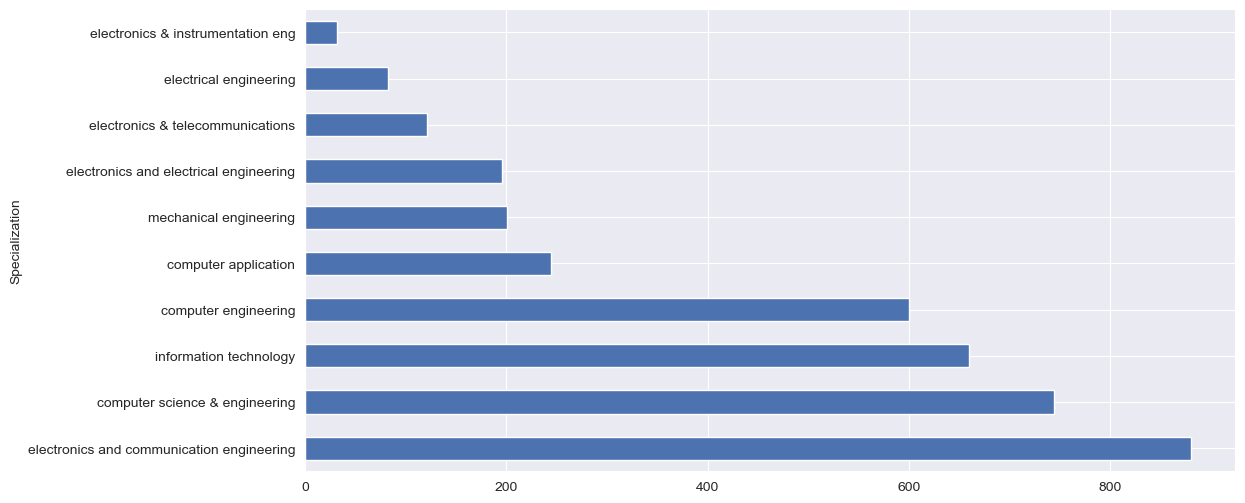 electronics & instrumentation eng
electrical engineering
electronics & telecommunications
electronics and electrical engineering
mechanical engineering
computer application
computer engineering
information technology
computer science & engineering
electronics and communication engineering
Specialization
0 200 400 600 800